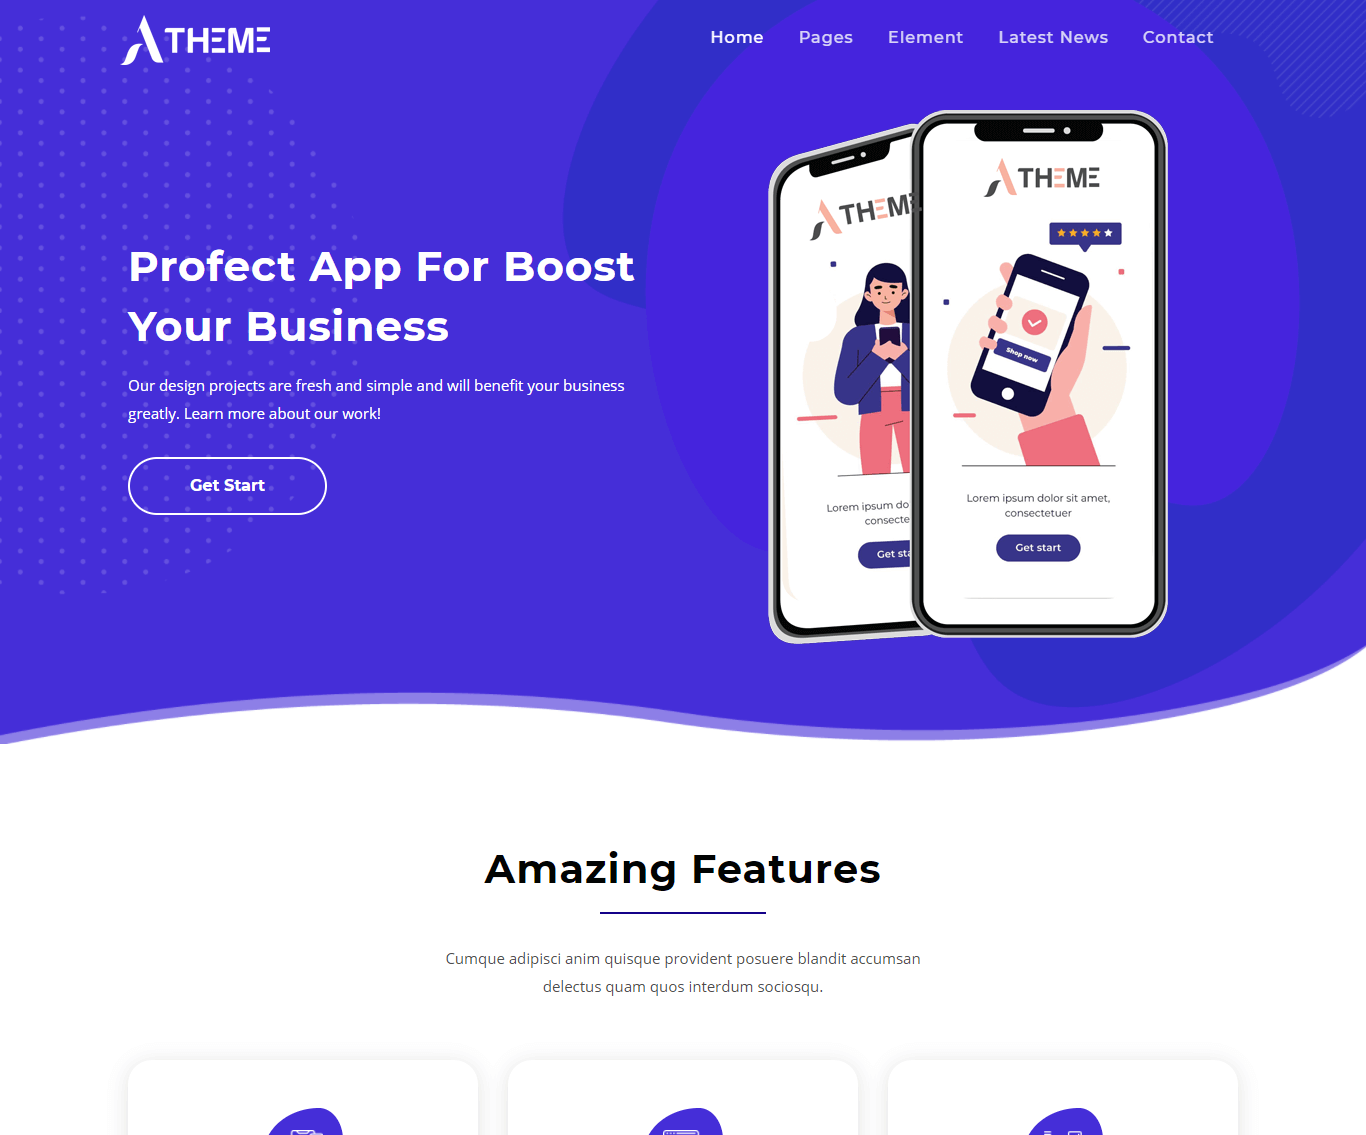 THEME
Home Pages Element Latest News Contact
THEME
THEME
Profect App For Boost
Your Business
Our design projects are fresh and simple and will benefit your business
greatly. Learn more about our work!
Get Start
Shop now
Lorem ipsum do
consecte
Get sta
Lorem ipsum dolor sit amet,
consectetuer
Get start
Amazing Features
Cumque adipisci anim quisque provident posuere blandit accumsan
delectus quam quos interdum sociosqu.